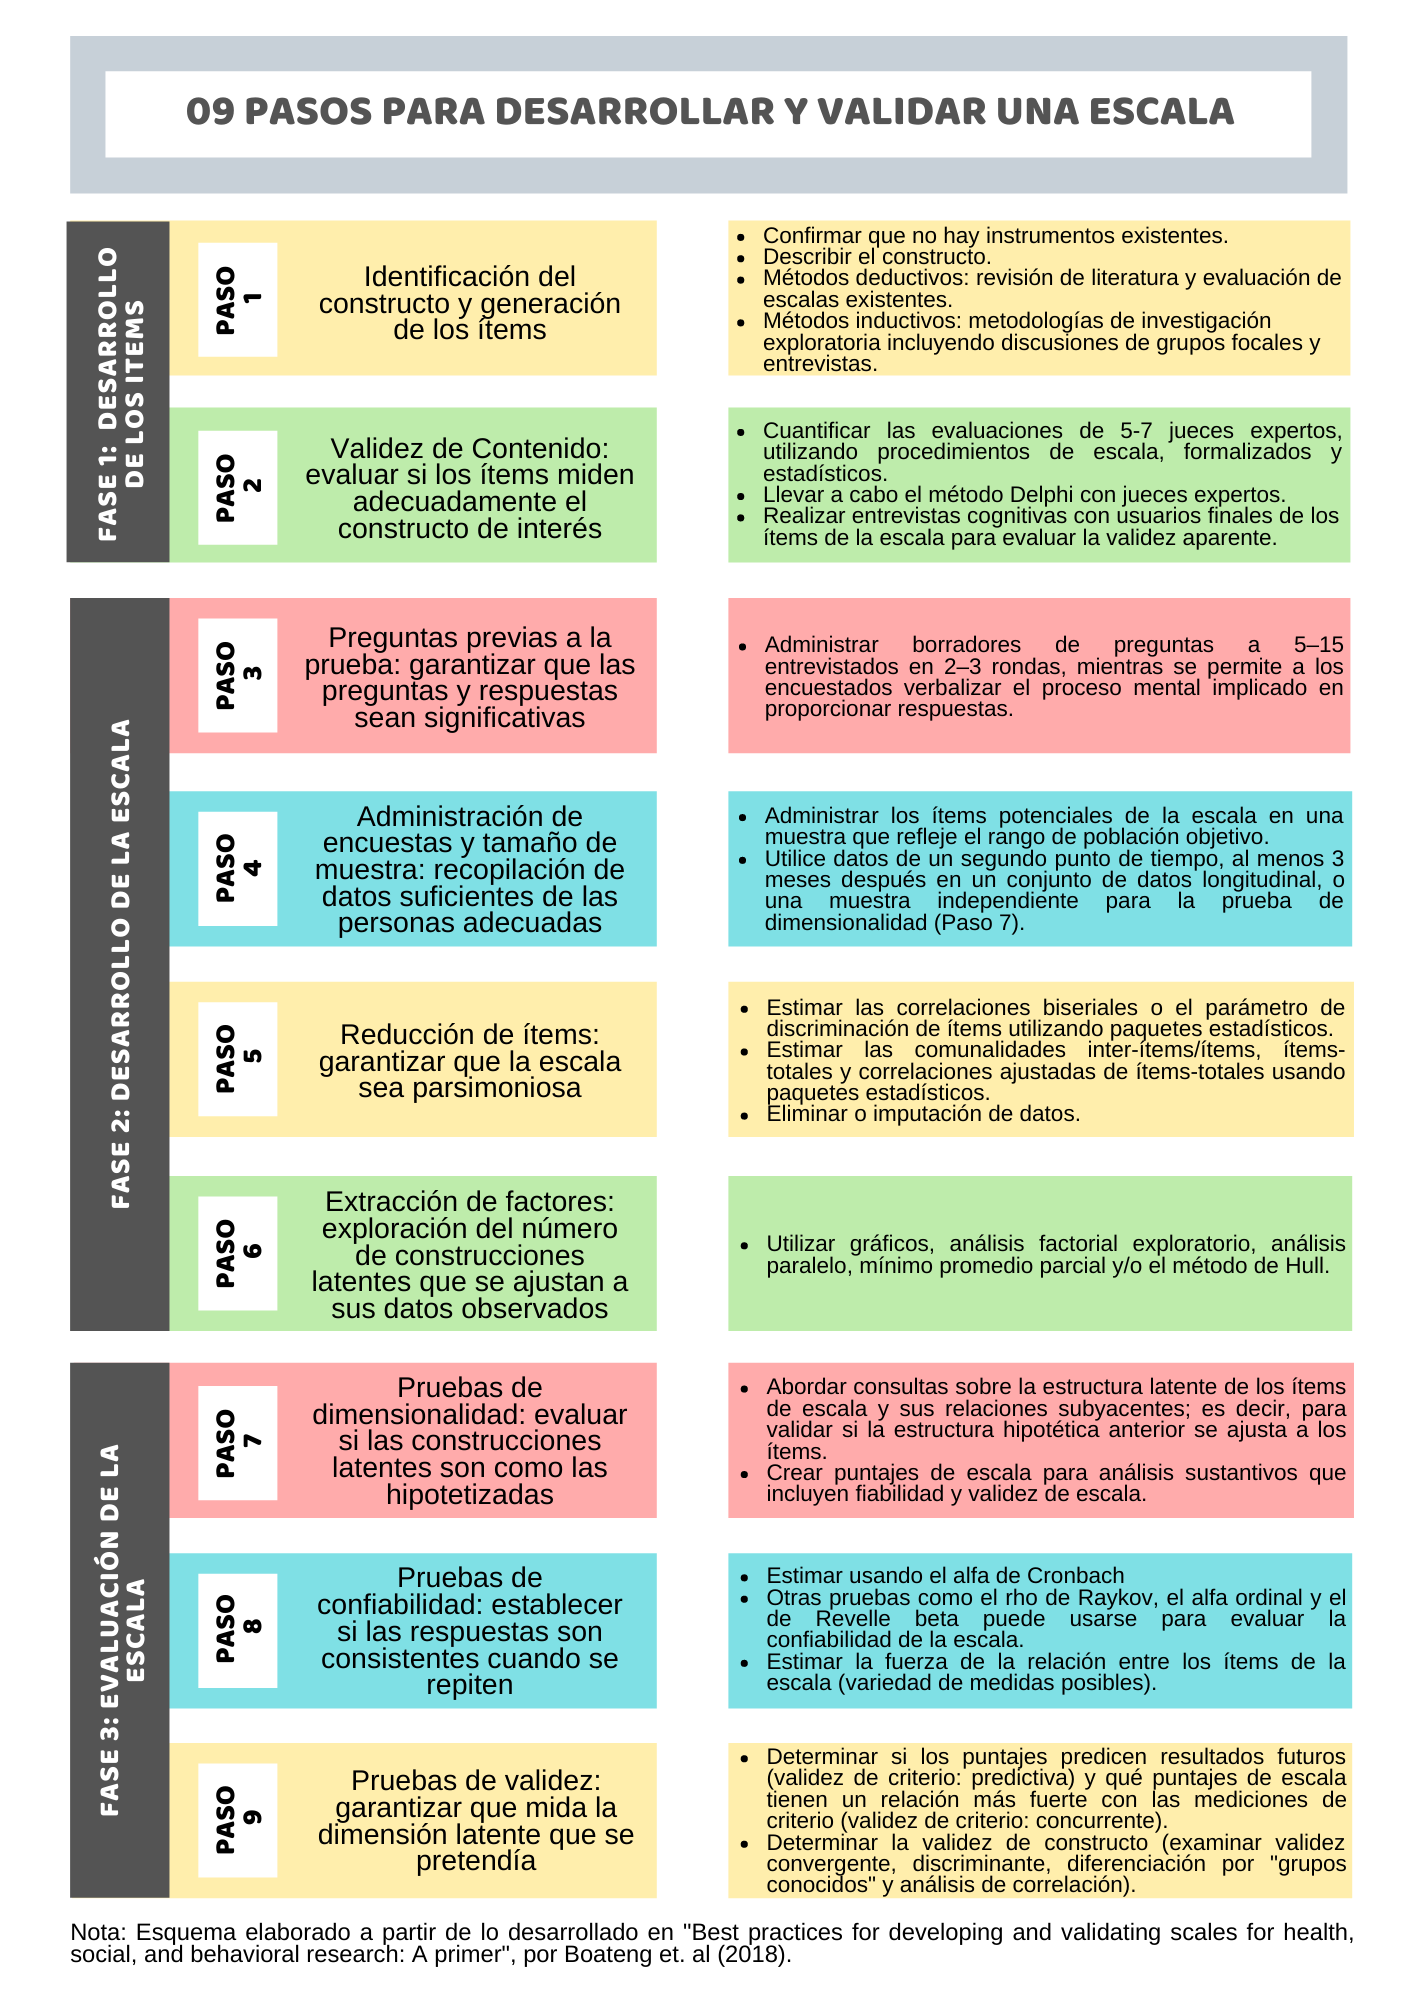 09 PASOS PARA DESARROLLAR Y VALIDAR UNA ESCALA
FASE 1: DESARROLLO
DE LOS ITEMS
PASO
1
Identificación del
constructo y generación
de los ítems
• Confirmar que no hay instrumentos existentes.
• Describir el constructo.
• Métodos deductivos: revisión de literatura y evaluación de
escalas existentes.
• Métodos inductivos: metodologías de investigación
exploratoria incluyendo discusiones de grupos focales y
entrevistas.
PASO
2
Validez de Contenido:
evaluar si los ítems miden
adecuadamente el
constructo de interés
• Cuantificar las evaluaciones de 5-7 jueces expertos,
utilizando procedimientos de escala, formalizados y
estadísticos.
• Llevar a cabo el método Delphi con jueces expertos.
• Realizar entrevistas cognitivas con usuarios finales de los
ítems de la escala para evaluar la validez aparente.
FASE 2: DESARROLLO DE LA ESCALA
PASO
3
Preguntas previas a la
prueba: garantizar que las
preguntas y respuestas
sean significativas
• Administrar borradores de preguntas a 5–15
entrevistados en 2–3 rondas, mientras se permite a los
encuestados verbalizar el proceso mental implicado en
proporcionar respuestas.
PASO
4
Administración de
encuestas y tamaño de
muestra: recopilación de
datos suficientes de las
personas adecuadas
• Administrar los ítems potenciales de la escala en una
muestra que refleje el rango de población objetivo.
• Utilice datos de un segundo punto de tiempo, al menos 3
meses después en un conjunto de datos longitudinal, o
una muestra independiente para la prueba de
dimensionalidad (Paso 7).
PASO
5
Reducción de ítems:
garantizar que la escala
sea parsimoniosa
• Estimar las correlaciones biseriales o el parámetro de
discriminación de ítems utilizando paquetes estadísticos.
• Estimar las comunalidades inter-ítems/ítems, ítems-
totales y correlaciones ajustadas de ítems-totales usando
paquetes estadísticos.
• Eliminar o imputación de datos.
PASO
6
Extracción de factores:
exploración del número
de construcciones
latentes que se ajustan a
sus datos observados
• Utilizar gráficos, análisis factorial exploratorio, análisis
paralelo, mínimo promedio parcial y/o el método de Hull.
FASE 3: EVALUACIÓN DE LA
ESCALA
PASO
7
Pruebas de
dimensionalidad: evaluar
si las construcciones
latentes son como las
hipotetizadas
• Abordar consultas sobre la estructura latente de los ítems
de escala y sus relaciones subyacentes; es decir, para
validar si la estructura hipotética anterior se ajusta a los
ítems.
• Crear puntajes de escala para análisis sustantivos que
incluyen fiabilidad y validez de escala.
PASO
8
Pruebas de
confiabilidad: establecer
si las respuestas son
consistentes cuando se
repiten
• Estimar usando el alfa de Cronbach
• Otras pruebas como el rho de Raykov, el alfa ordinal y el
de Revelle beta puede usarse para evaluar la
confiabilidad de la escala.
• Estimar la fuerza de la relación entre los ítems de la
escala (variedad de medidas posibles).
PASO
9
Pruebas de validez:
garantizar que mida la
dimensión latente que se
pretendía
• Determinar si los puntajes predicen resultados futuros
(validez de criterio: predictiva) y qué puntajes de escala
tienen un relación más fuerte con las mediciones de
criterio (validez de criterio: concurrente).
• Determinar la validez de constructo (examinar validez
convergente, discriminante, diferenciación por "grupos
conocidos" y análisis de correlación).
Nota: Esquema elaborado a partir de lo desarrollado en "Best practices for developing and validating scales for health,
social, and behavioral research: A primer", por Boateng et. al (2018).